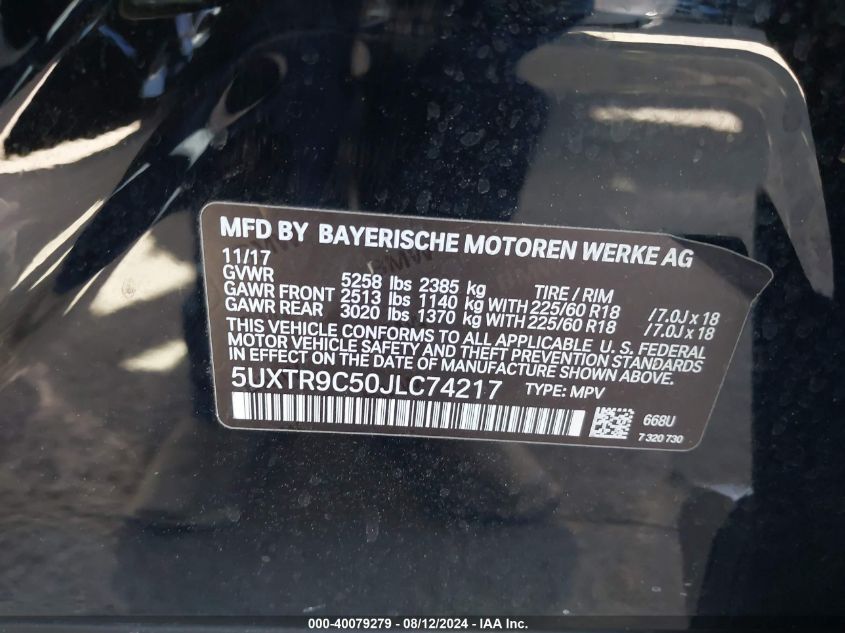 MFD BY BAYERISCHE MOTOREN WERKE AG
11/17
GVWR 5258 lbs 2385 kg TIRE / RIM
GAWR FRONT 2513 lbs 1140 kg WITH 225/60 R18 /7.0J x 18
GAWR REAR 3020 lbs 1370 kg WITH 225/60 R18 /7.0J x 18
THIS VEHICLE CONFORMS TO ALL APPLICABLE U. S. FEDERAL
MOTOR VEHICLE SAFETY AND THEFT PREVENTION STANDARDS
IN EFFECT ON THE DATE OF MANUFACTURE SHOWN ABOVE.
5UXTR9C50JLC74217 TYPE: MPV
668U
7 320 730
000-40079279 - 08/12/2024 - IAA Inc.